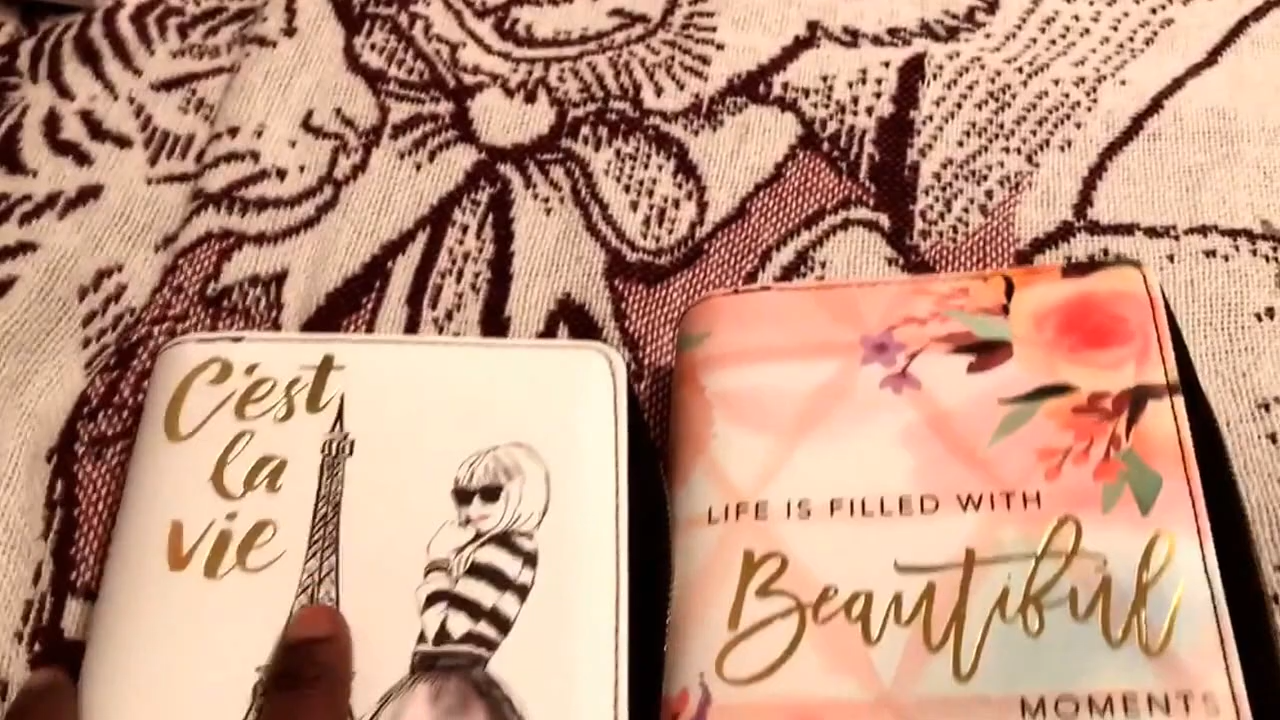 C'est
la
vie
LIFE IS FILLED WITH
Beautiful
MOMENTS